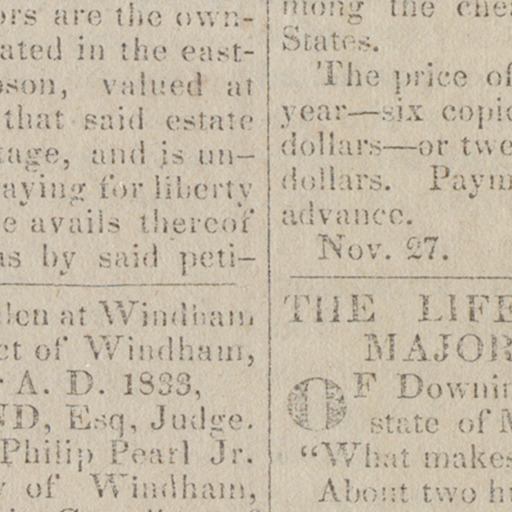 ors are the own-
ated in the east-
son, valued at
that said estate
tage, and is un-
aying for liberty
e avails thereof
as by said peti-
den at Windham
ct of Windham,
A. D. 1833,
ND, Esq, Judge.
Philip Pearl Jr.
of Windham,
among the
States.
The price of
year—six copie
dollars—or twe
dollars. Paym
advance.
Nov. 27.
THE LIFE
MAJOR
OF Downin
state of M
“What makes
About two hu